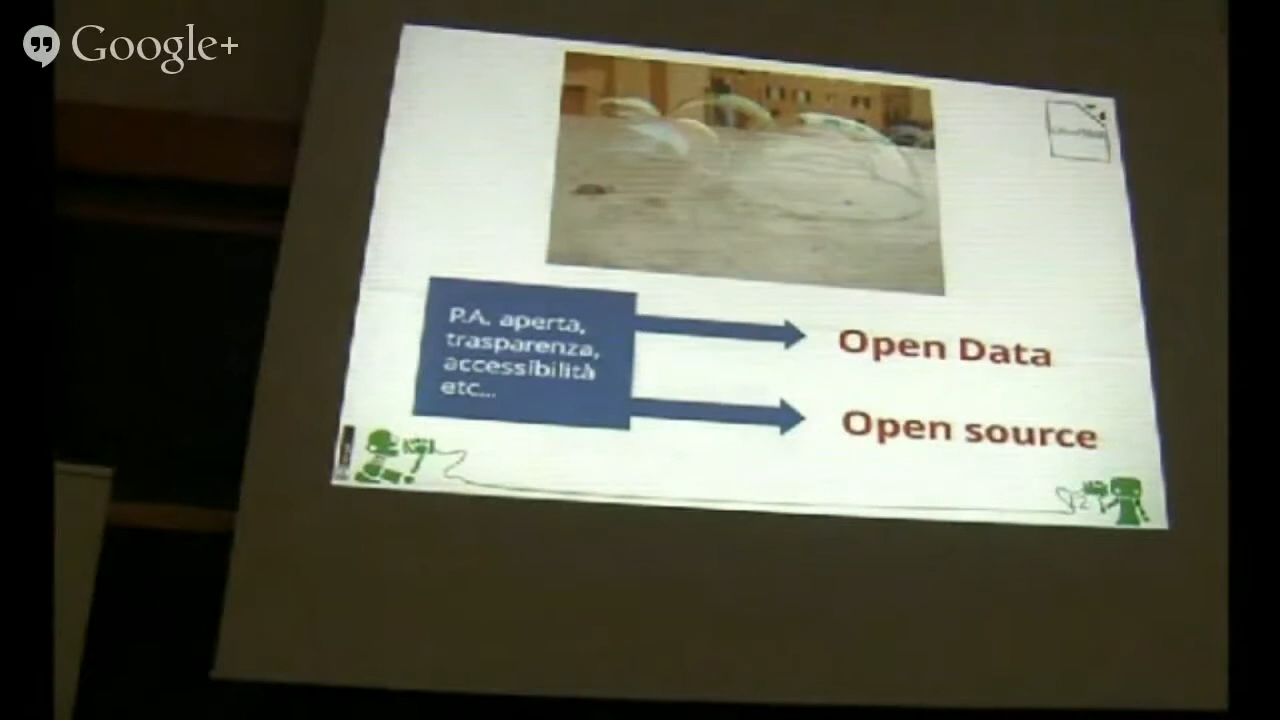 Google+
P.A. aperta,
trasparenza,
accessibilità
etc...
Open Data
Open source